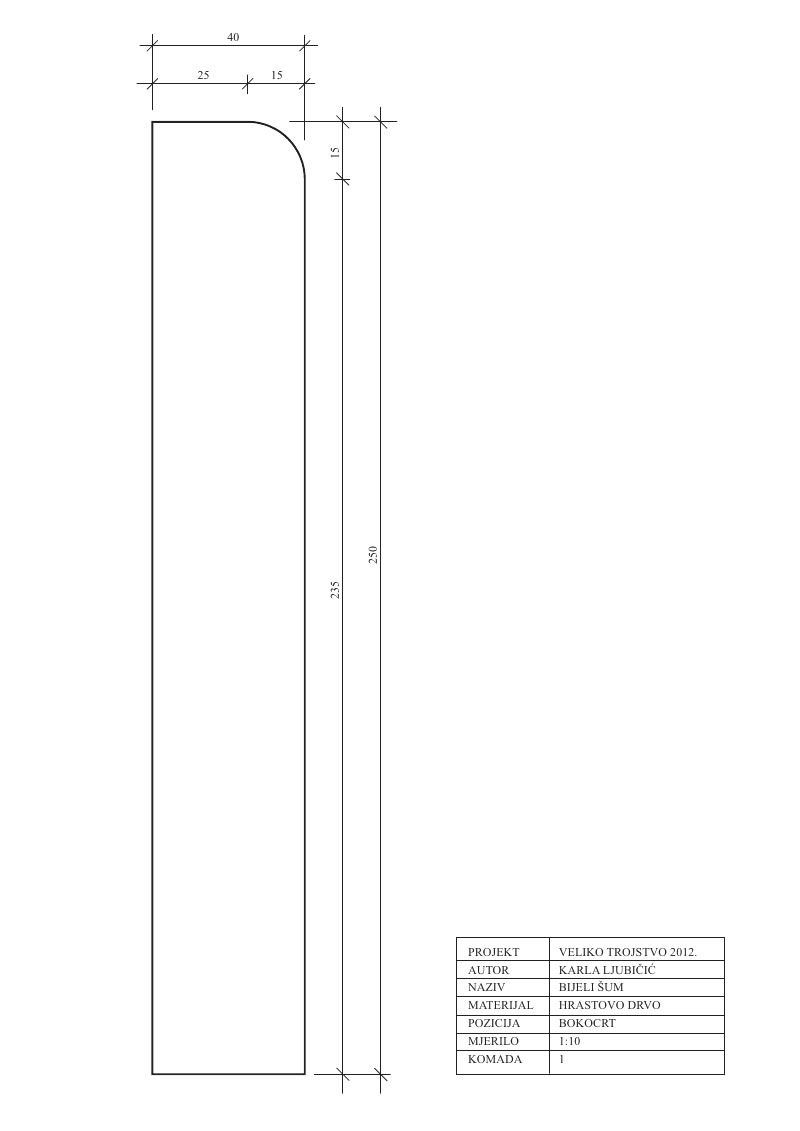 40
25 15
15
250
235
PROJEKT VELIKO TROJSTVO 2012.
AUTOR KARLA LJUBIČIĆ
NAZIV BIJELI ŠUM
MATERIJAL HRASTOVO DRVO
POZICIJA BOKOCRT
MJERILO 1:10
KOMADA 1